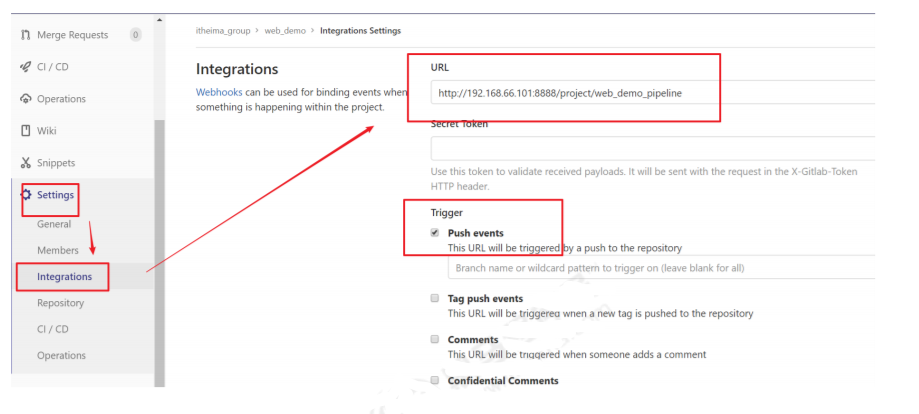 Merge Requests 0
CI / CD
Operations
Wiki
Snippets
Settings
General
Members
Integrations
Repository
CI / CD
Operations
itheima_group > web_demo > Integrations Settings
Integrations
Webhooks can be used for binding events when
something is happening within the project.
URL
http://192.168.66.101:8888/project/web_demo_pipeline
Secret Token
Use this token to validate received payloads. It will be sent with the request in the X-Gitlab-Token
HTTP header.
Trigger
Push events
This URL will be triggered by a push to the repository
Branch name or wildcard pattern to trigger on (leave blank for all)
Tag push events
This URL will be triggered when a new tag is pushed to the repository
Comments
This URL will be triggered when someone adds a comment
Confidential Comments